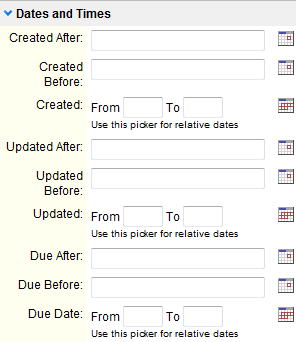 Dates and Times
Created After:
Created
Before:
Created: From To
Use this picker for relative dates
Updated After:
Updated
Before:
Updated: From To
Use this picker for relative dates
Due After:
Due Before:
Due Date: From To
Use this picker for relative dates